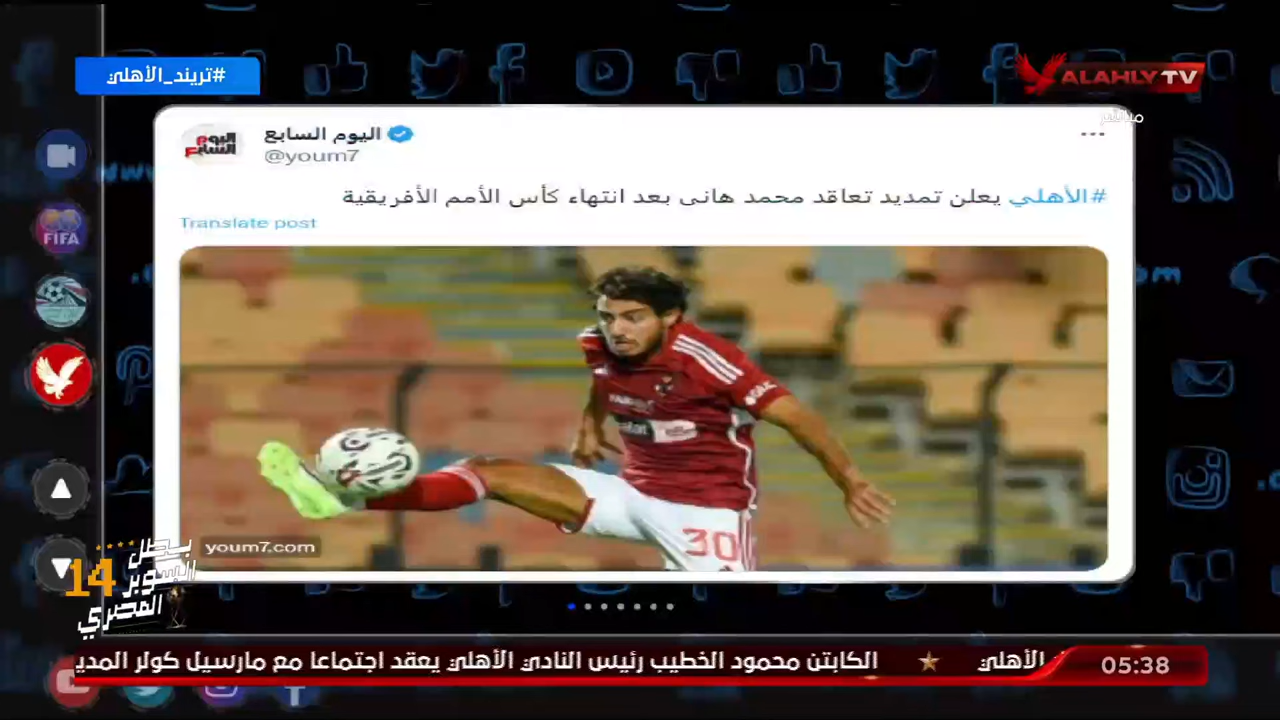 #تريند_الأهلي
ALAHLY TV
مباشر
اليوم السابع
@youm7
#الأهلي يعلن تمديد تعاقد محمد هانى بعد انتهاء كأس الأمم الأفريقية
Translate post
FIFA
30
youm7.com
بطل
السوبر
14
المصري
الأهلي ★ الكابتن محمود الخطيب رئيس النادي الأهلي يعقد اجتماعا مع مارسيل كولر المدي
05:38